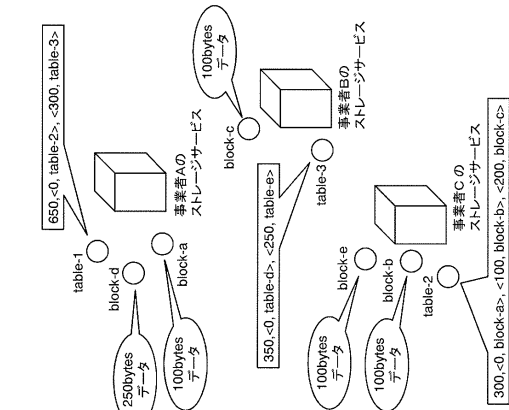 650,<0, table-2>, <300, table-3>
table-1
block-d
block-a
250bytes
データ
100bytes
データ
事業者Aの
ストレージサービス
100bytes
データ
block-c
事業者Bの
ストレージサービス
table-3
350,<0, table-d>, <250, table-e>
block-e
block-b
table-2
100bytes
データ
100bytes
データ
事業者Cの
ストレージサービス
300,<0, block-a>, <100, block-b>, <200, block-c>